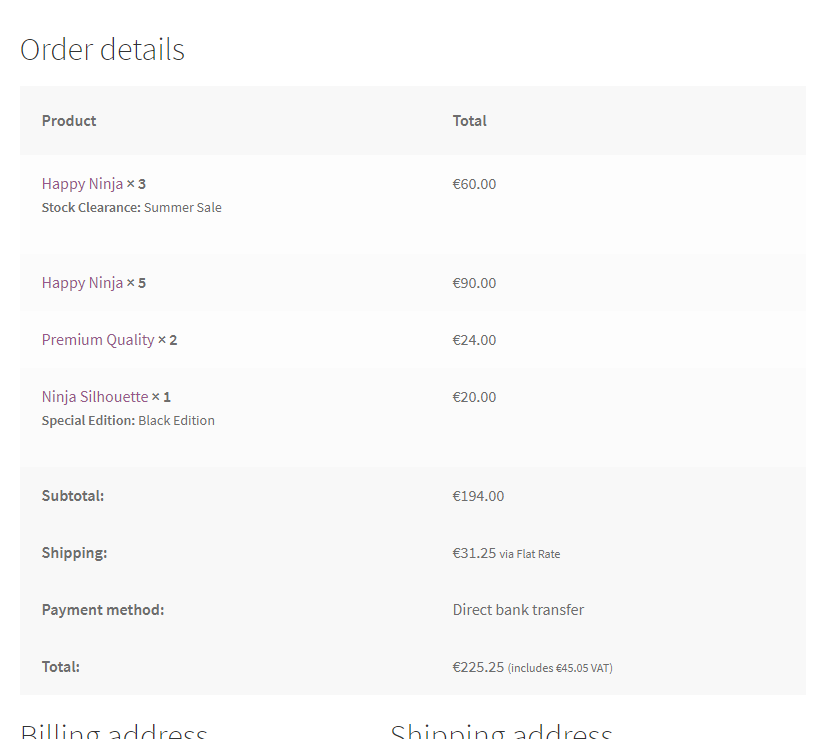 Order details
Product Total
Happy Ninja × 3 €60.00
Stock Clearance: Summer Sale
Happy Ninja × 5 €90.00
Premium Quality × 2 €24.00
Ninja Silhouette × 1 €20.00
Special Edition: Black Edition
Subtotal: €194.00
Shipping: €31.25 via Flat Rate
Payment method: Direct bank transfer
Total: €225.25 (includes €45.05 VAT)
Billing address Shipping address